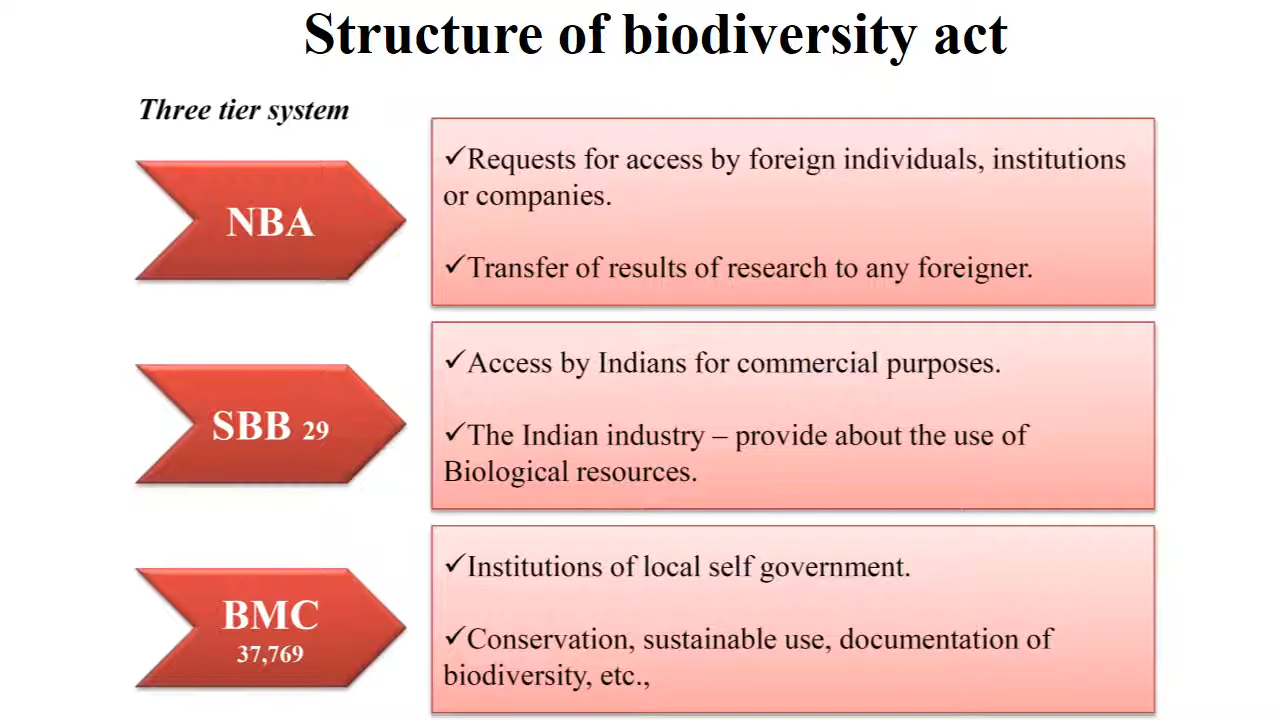 Structure of biodiversity act
Three tier system
NBA
✓Requests for access by foreign individuals, institutions
or companies.
✓Transfer of results of research to any foreigner.
SBB 29
✓Access by Indians for commercial purposes.
✓The Indian industry – provide about the use of
Biological resources.
BMC
37,769
✓Institutions of local self government.
✓Conservation, sustainable use, documentation of
biodiversity, etc.,